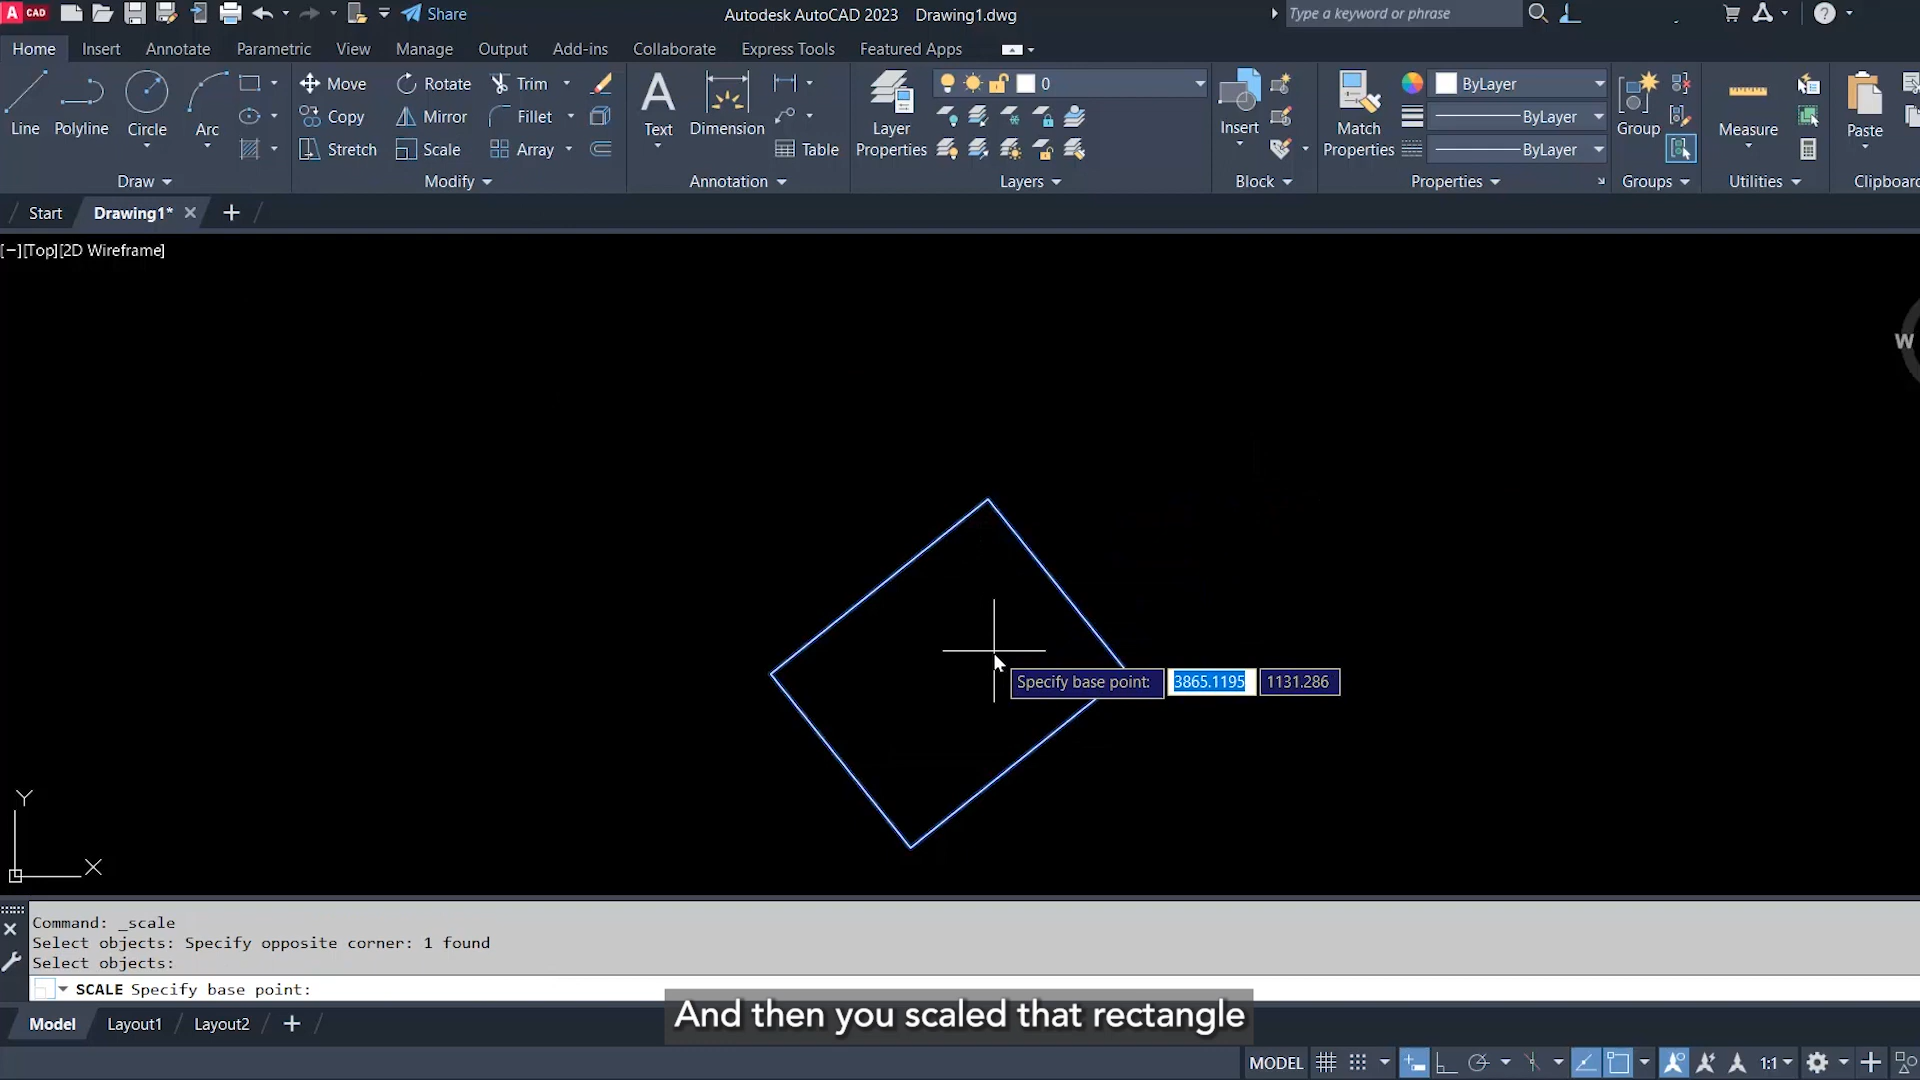 A CAD
Share
Autodesk AutoCAD 2023 Drawing1.dwg
Type a keyword or phrase
Home Insert Annotate Parametric View Manage Output Add-ins Collaborate Express Tools Featured Apps
Line Polyline Circle Arc
Draw
Move Rotate Trim
Copy Mirror Fillet
Stretch Scale Array
Modify
Text Dimension
Table
Annotation
Layer
Properties
0
Layers
Insert
Block
Match
Properties
ByLayer
ByLayer
ByLayer
Properties
Group
Groups
Measure
Utilities
Paste
Clipboar
Start Drawing1*
[−][Top][2D Wireframe]
W
Specify base point: 3865.1195 1131.286
Y
X
Command: _scale
Select objects: Specify opposite corner: 1 found
Select objects:
SCALE Specify base point:
And then you scaled that rectangle
Model Layout1 Layout2
MODEL 1:1